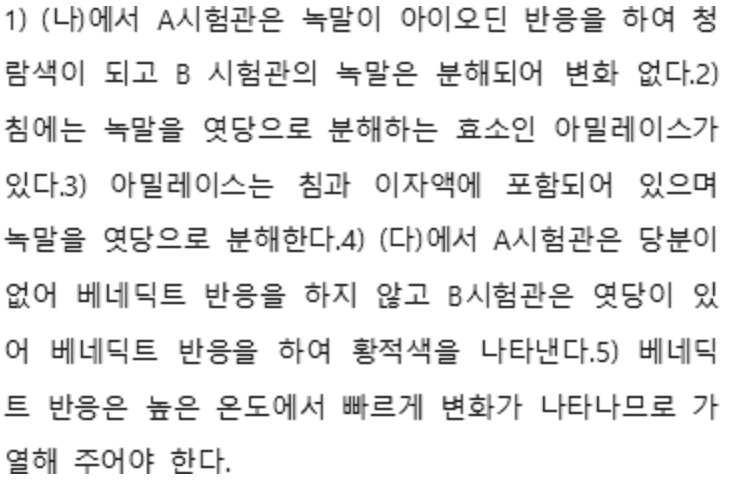 1) (나)에서 A시험관은 녹말이 아이오딘 반응을 하여 청
람색이 되고 B 시험관의 녹말은 분해되어 변화 없다.2)
침에는 녹말을 엿당으로 분해하는 효소인 아밀레이스가
있다.3) 아밀레이스는 침과 이자액에 포함되어 있으며
녹말을 엿당으로 분해한다.4) (다)에서 A시험관은 당분이
없어 베네딕트 반응을 하지 않고 B시험관은 엿당이 있
어 베네딕트 반응을 하여 황적색을 나타낸다.5) 베네딕
트 반응은 높은 온도에서 빠르게 변화가 나타나므로 가
열해 주어야 한다.